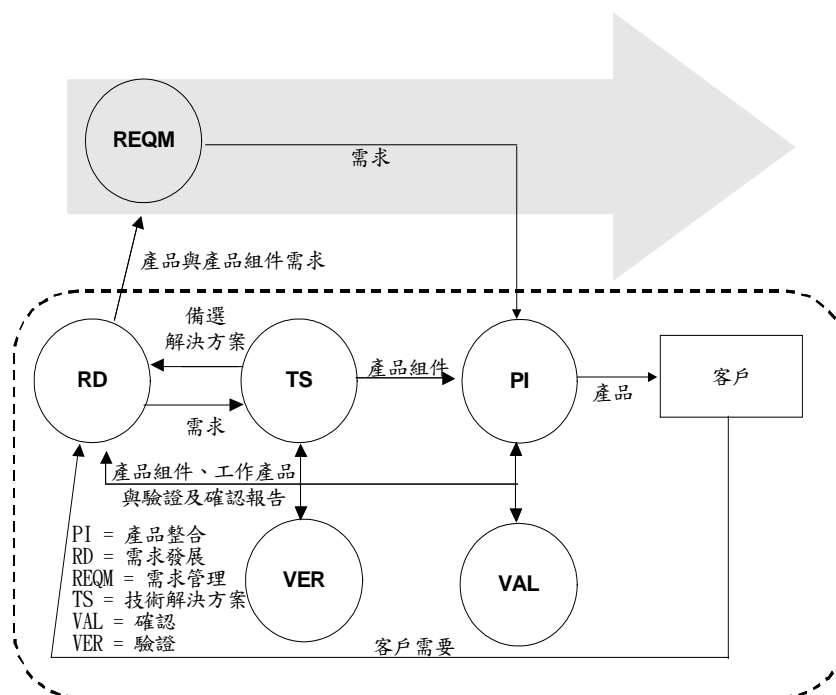 REQM
需求
產品與產品組件需求
備選
解決方案
RD
TS
產品組件
PI
產品
客戶
需求
產品組件、工作產品
與驗證及確認報告
PI = 產品整合
RD = 需求發展
REQM = 需求管理
TS = 技術解決方案
VAL = 確認
VER = 驗證
VER
VAL
客戶需要